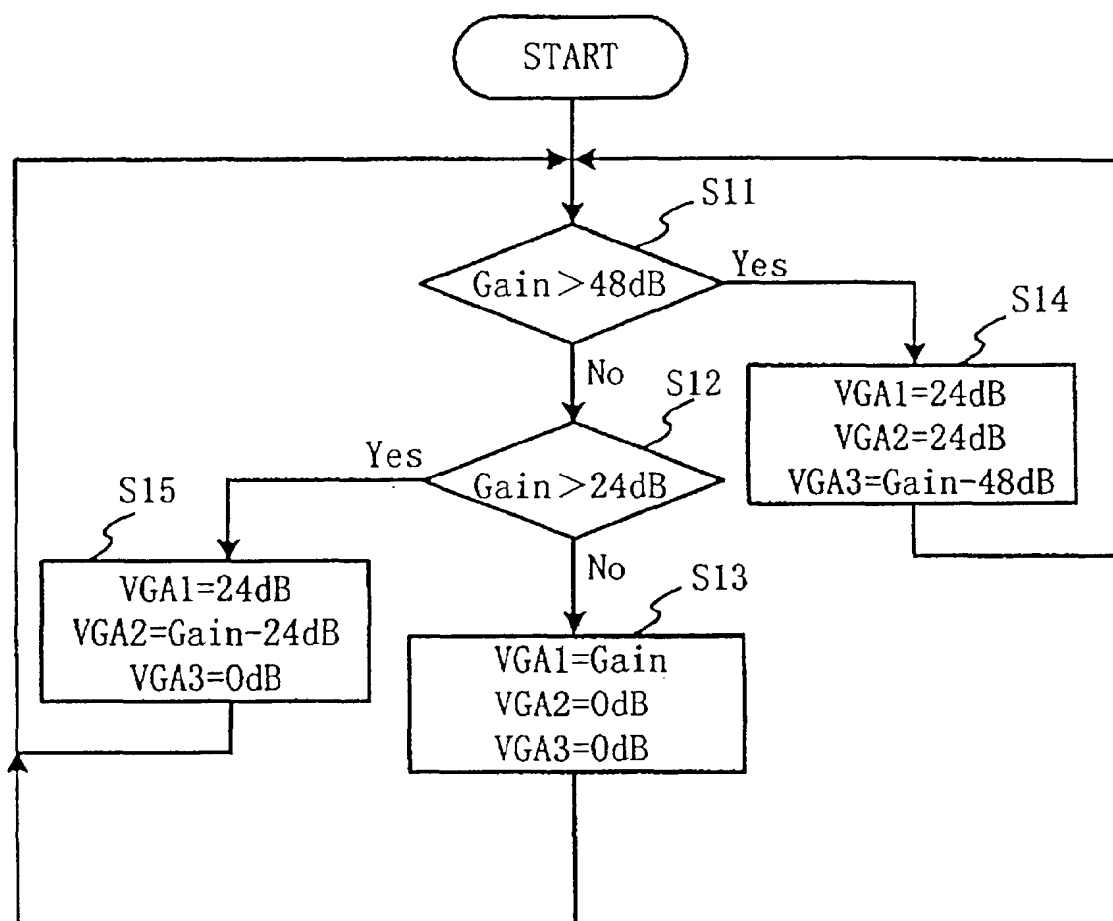 START
S11
Gain>48dB
Yes
S14
No
VGA1=24dB
VGA2=24dB
VGA3=Gain-48dB
S12
Yes
Gain>24dB
S15
No
VGA1=24dB
VGA2=Gain-24dB
VGA3=0dB
S13
VGA1=Gain
VGA2=0dB
VGA3=0dB